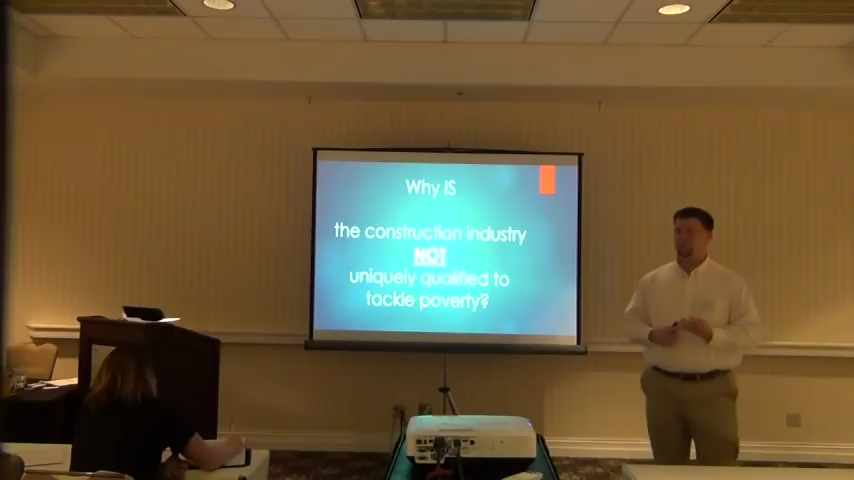 Why IS
the construction industry
NOT
uniquely qualified to
tackle poverty?